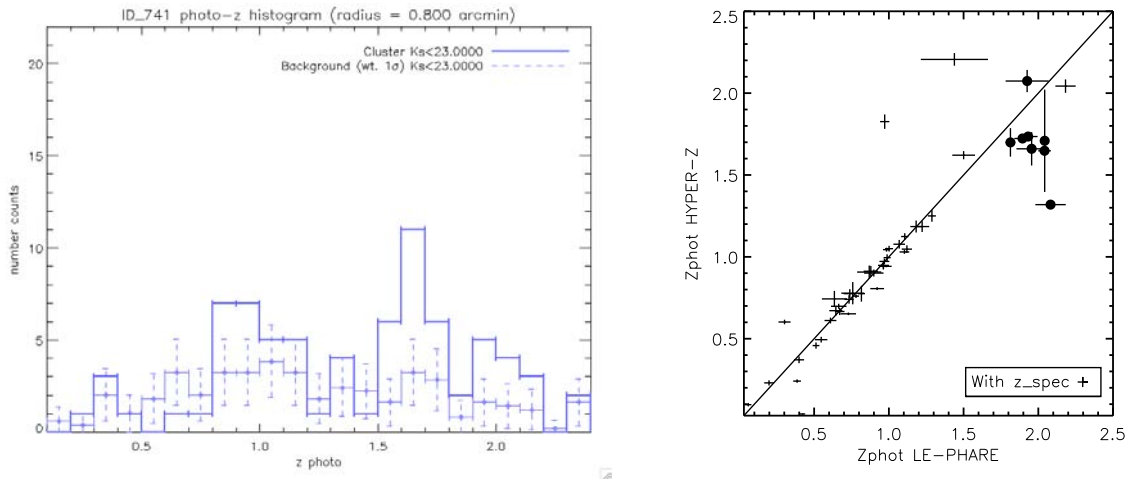 ID_741 photo-z histogram (radius = 0.800 arcmin)
Cluster Ks<23.0000
Background (wt. 1σ) Ks<23.0000
number counts
20
15
10
5
0
0.5 1.0 1.5 2.0
z photo
Zphot HYPER-Z
2.5
2.0
1.5
1.0
0.5
With z_spec
0.5 1.0 1.5 2.0 2.5
Zphot LE-PHARE